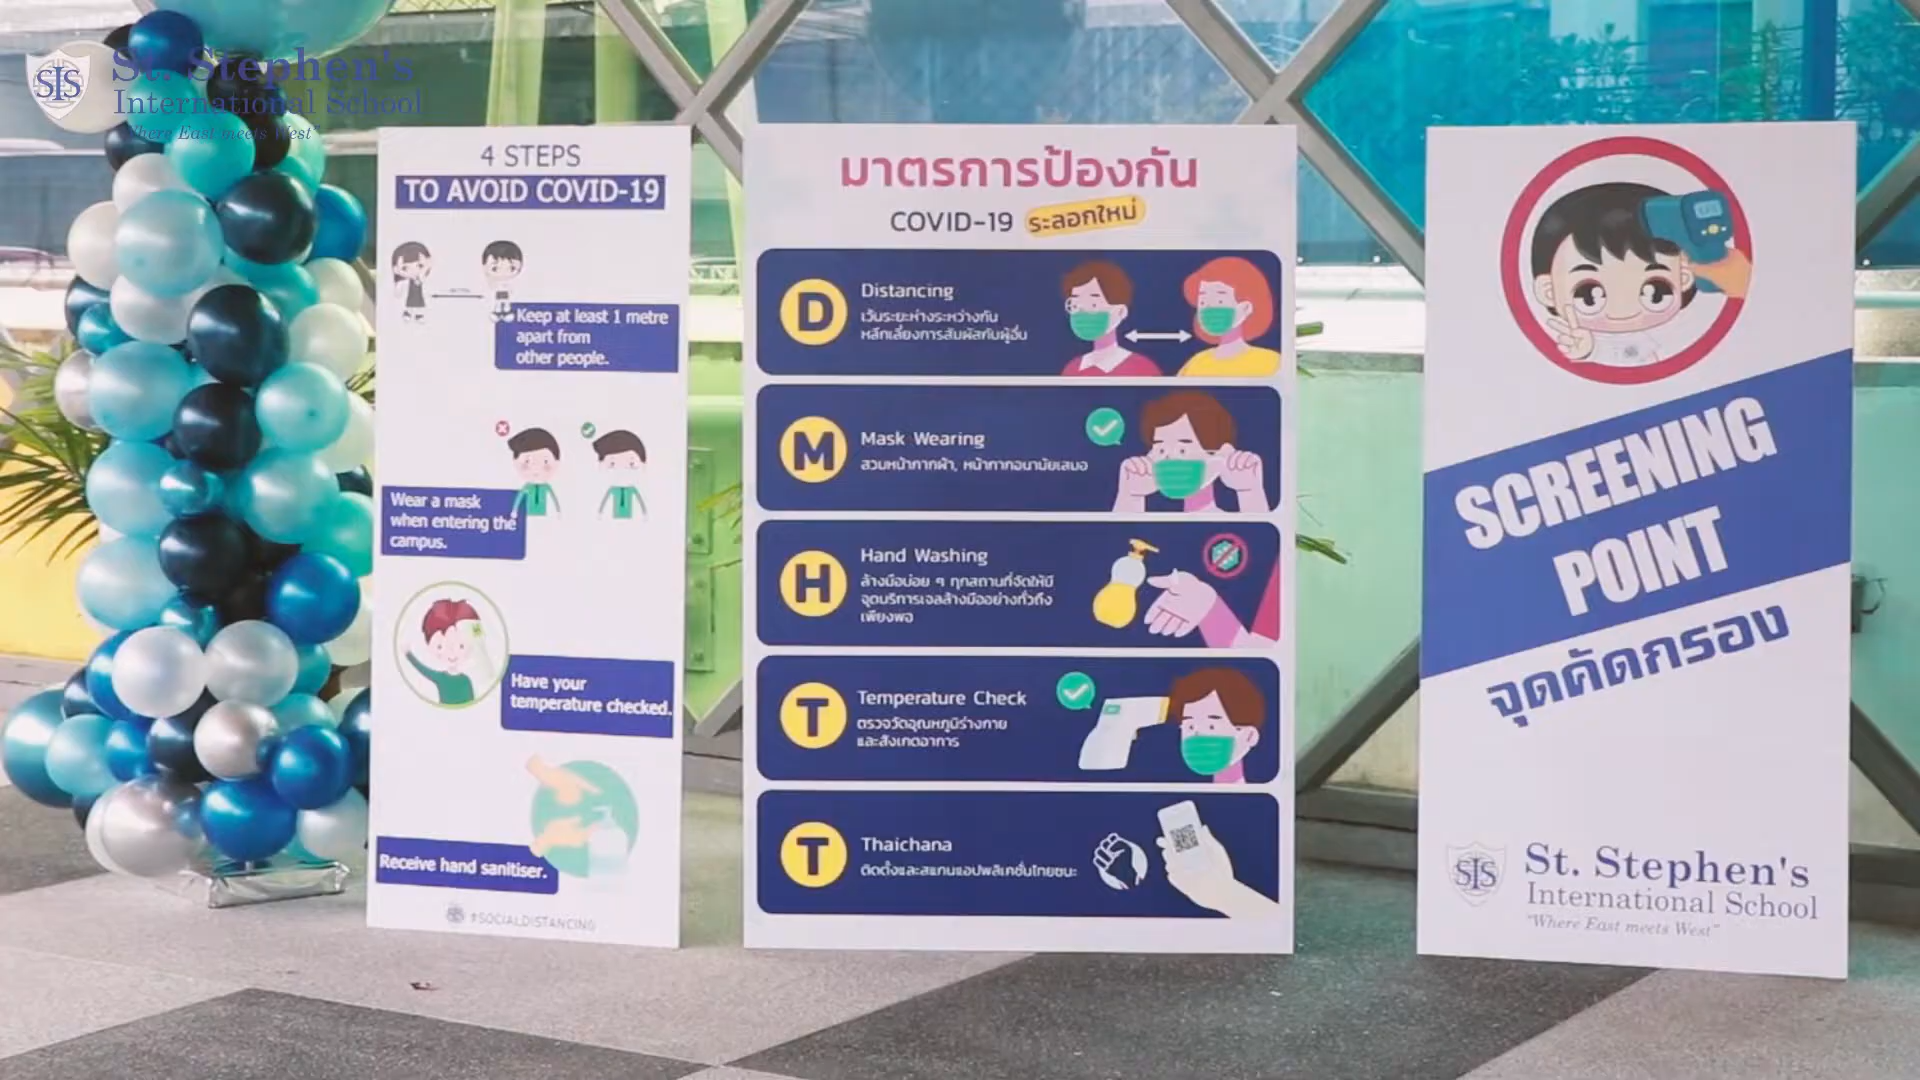 SIS
St. Stephen's
International School
"Where East meets West"
4 STEPS
TO AVOID COVID-19
Keep at least 1 metre
apart from
other people.
Wear a mask
when entering the
campus.
Have your
temperature checked.
Receive hand sanitiser.
#SOCIALDISTANCING
มาตรการป้องกัน
COVID-19 ระลอกใหม่
D
Distancing
เว้นระยะห่างระหว่างกัน
หลีกเลี่ยงการสัมผัสกับผู้อื่น
M
Mask Wearing
สวมหน้ากากผ้า, หน้ากากอนามัยเสมอ
H
Hand Washing
ล้างมือบ่อย ๆ ทุกสถานที่จัดให้มี
จุดบริการเจลล้างมืออย่างทั่วถึง
เพียงพอ
T
Temperature Check
ตรวจวัดอุณหภูมิร่างกาย
และสังเกตอาการ
T
Thaichana
ติดตั้งและสแกนแอปพลิเคชั่นไทยชนะ
SCREENING
POINT
จุดคัดกรอง
SIS
St. Stephen's
International School
"Where East meets West"